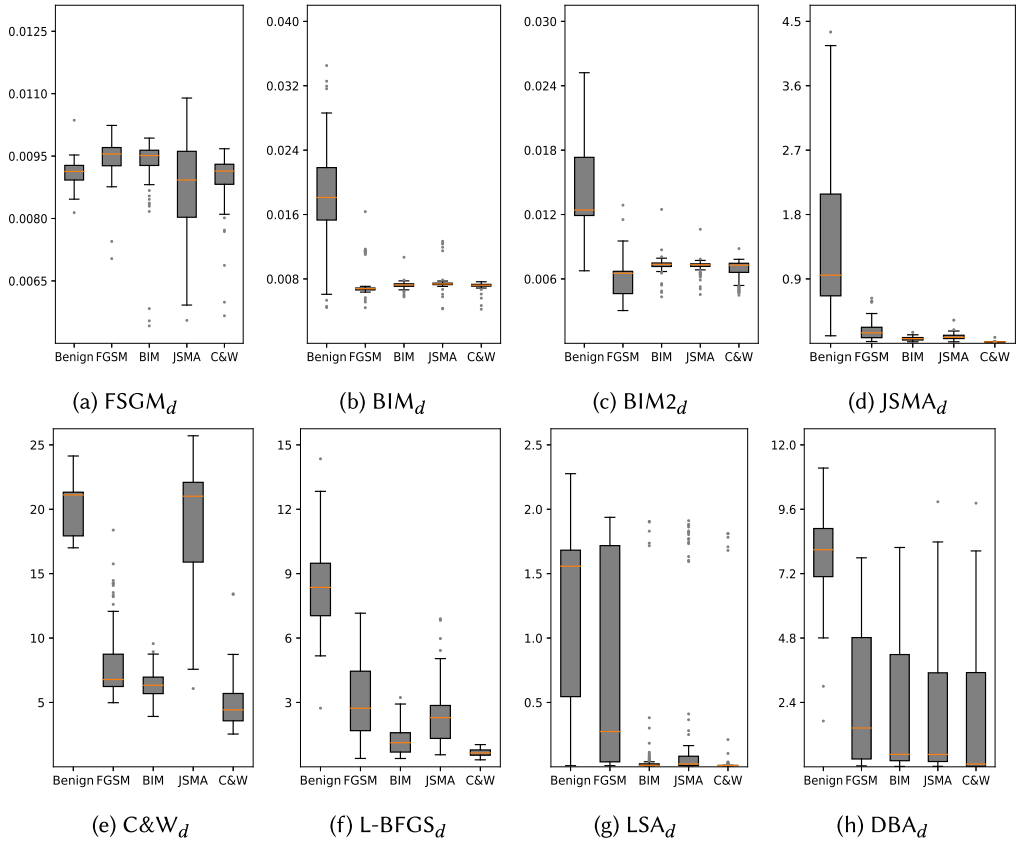 0.0125
0.0110
0.0095
0.0080
0.0065
Benign FGSM BIM JSMA C&W
(a) FSGM_d
0.040
0.032
0.024
0.016
0.008
Benign FGSM BIM JSMA C&W
(b) BIM_d
0.030
0.024
0.018
0.012
0.006
Benign FGSM BIM JSMA C&W
(c) BIM2_d
4.5
3.6
2.7
1.8
0.9
Benign FGSM BIM JSMA C&W
(d) JSMA_d
25
20
15
10
5
Benign FGSM BIM JSMA C&W
(e) C&W_d
15
12
9
6
3
Benign FGSM BIM JSMA C&W
(f) L-BFGS_d
2.5
2.0
1.5
1.0
0.5
Benign FGSM BIM JSMA C&W
(g) LSA_d
12.0
9.6
7.2
4.8
2.4
Benign FGSM BIM JSMA C&W
(h) DBA_d